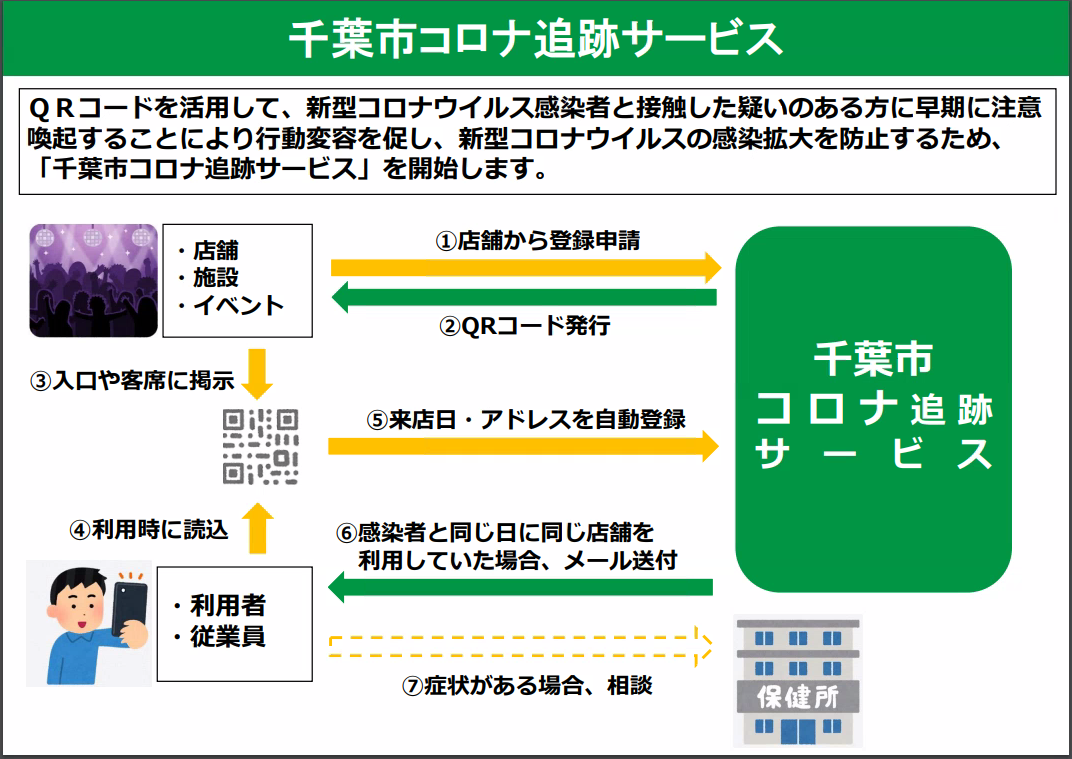 千葉市コロナ追跡サービス
ＱＲコードを活用して、新型コロナウイルス感染者と接触した疑いのある方に早期に注意
喚起することにより行動変容を促し、新型コロナウイルスの感染拡大を防止するため、
「千葉市コロナ追跡サービス」を開始します。
・店舗
・施設
・イベント
①店舗から登録申請
②QRコード発行
③入口や客席に掲示
⑤来店日・アドレスを自動登録
千葉市
コロナ追跡
サービス
④利用時に読込
⑥感染者と同じ日に同じ店舗を
利用していた場合、メール送付
・利用者
・従業員
⑦症状がある場合、相談
保健所